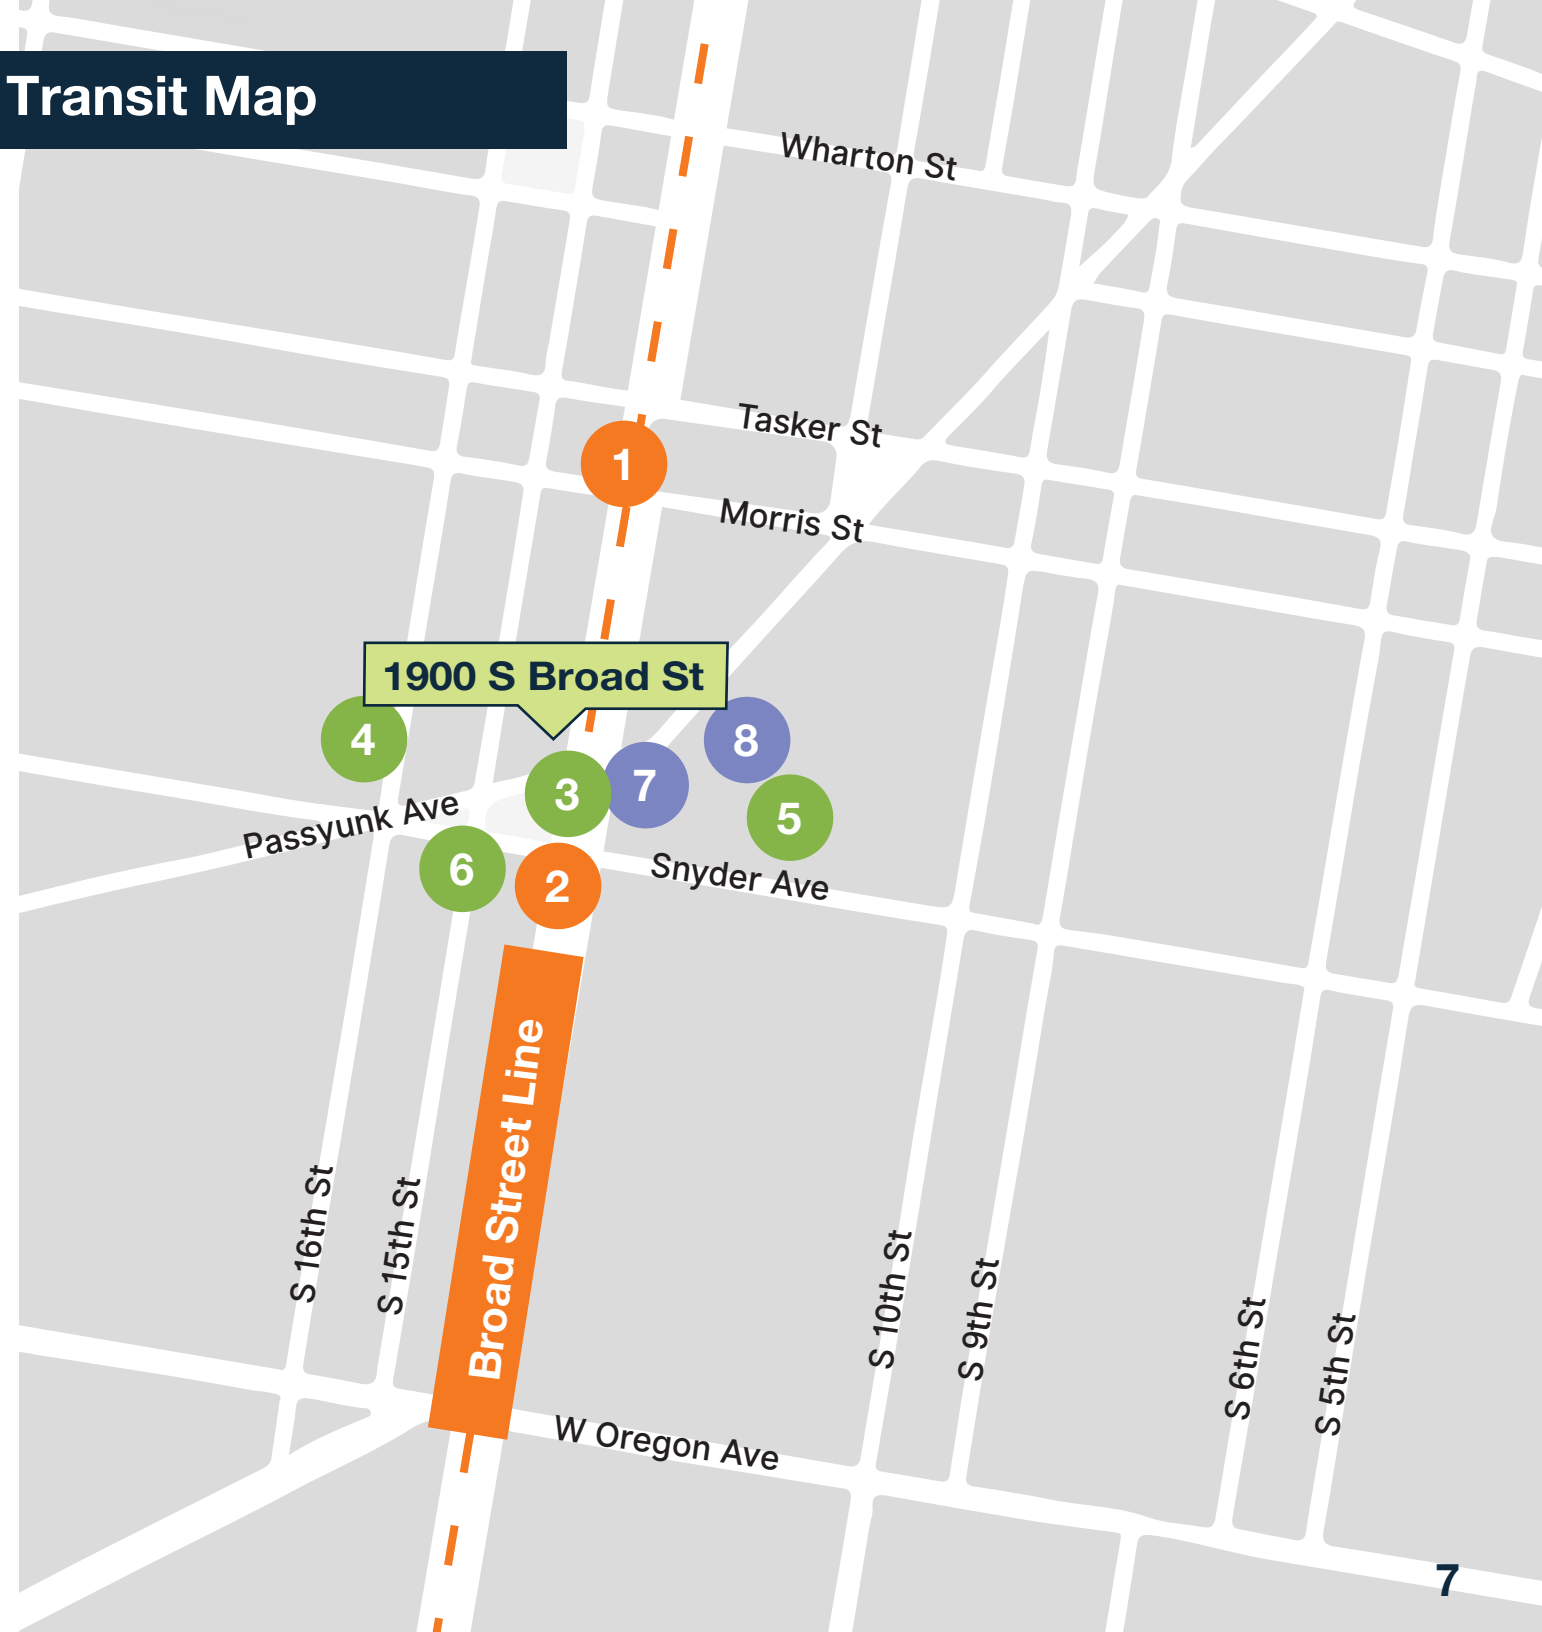 Transit Map
Wharton St
Tasker St
1
Morris St
1900 S Broad St
4
8
7
3
5
Passyunk Ave
6
2
Snyder Ave
Broad Street Line
S 16th St
S 15th St
S 10th St
S 9th St
S 6th St
S 5th St
W Oregon Ave
7